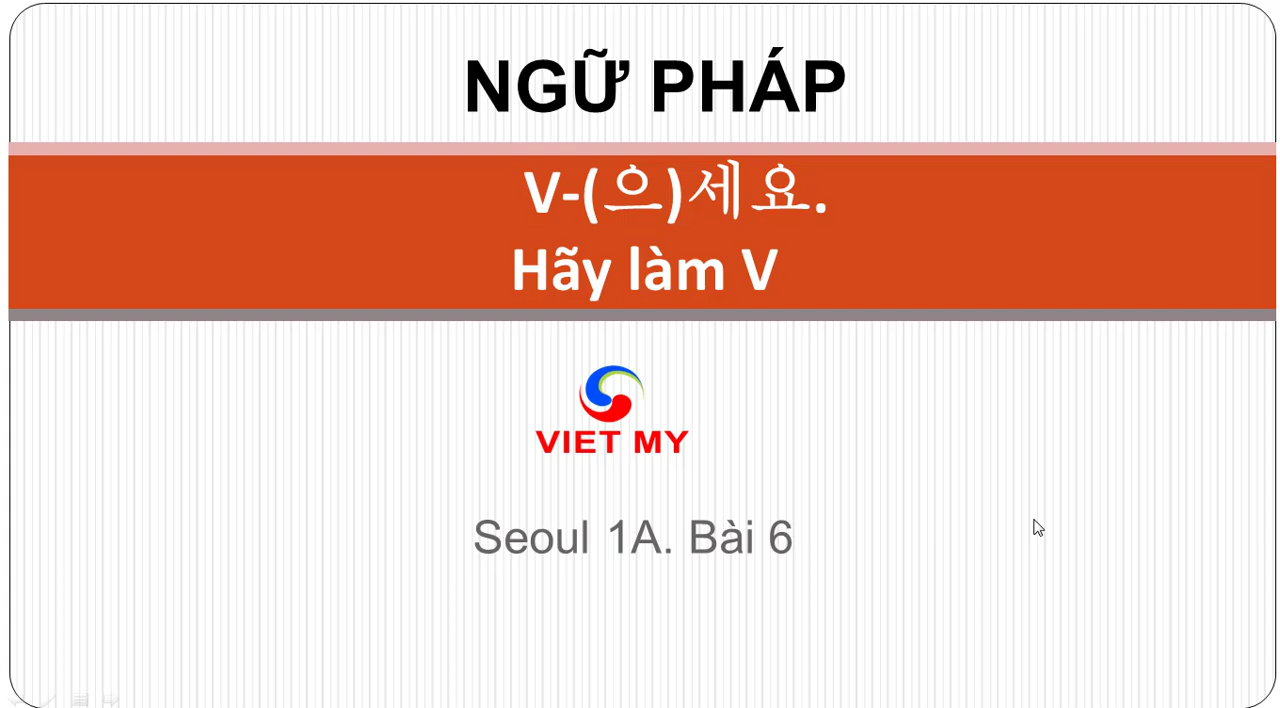 NGỮ PHÁP
V-(으)세요.
Hãy làm V
VIET MY
Seoul 1A. Bài 6